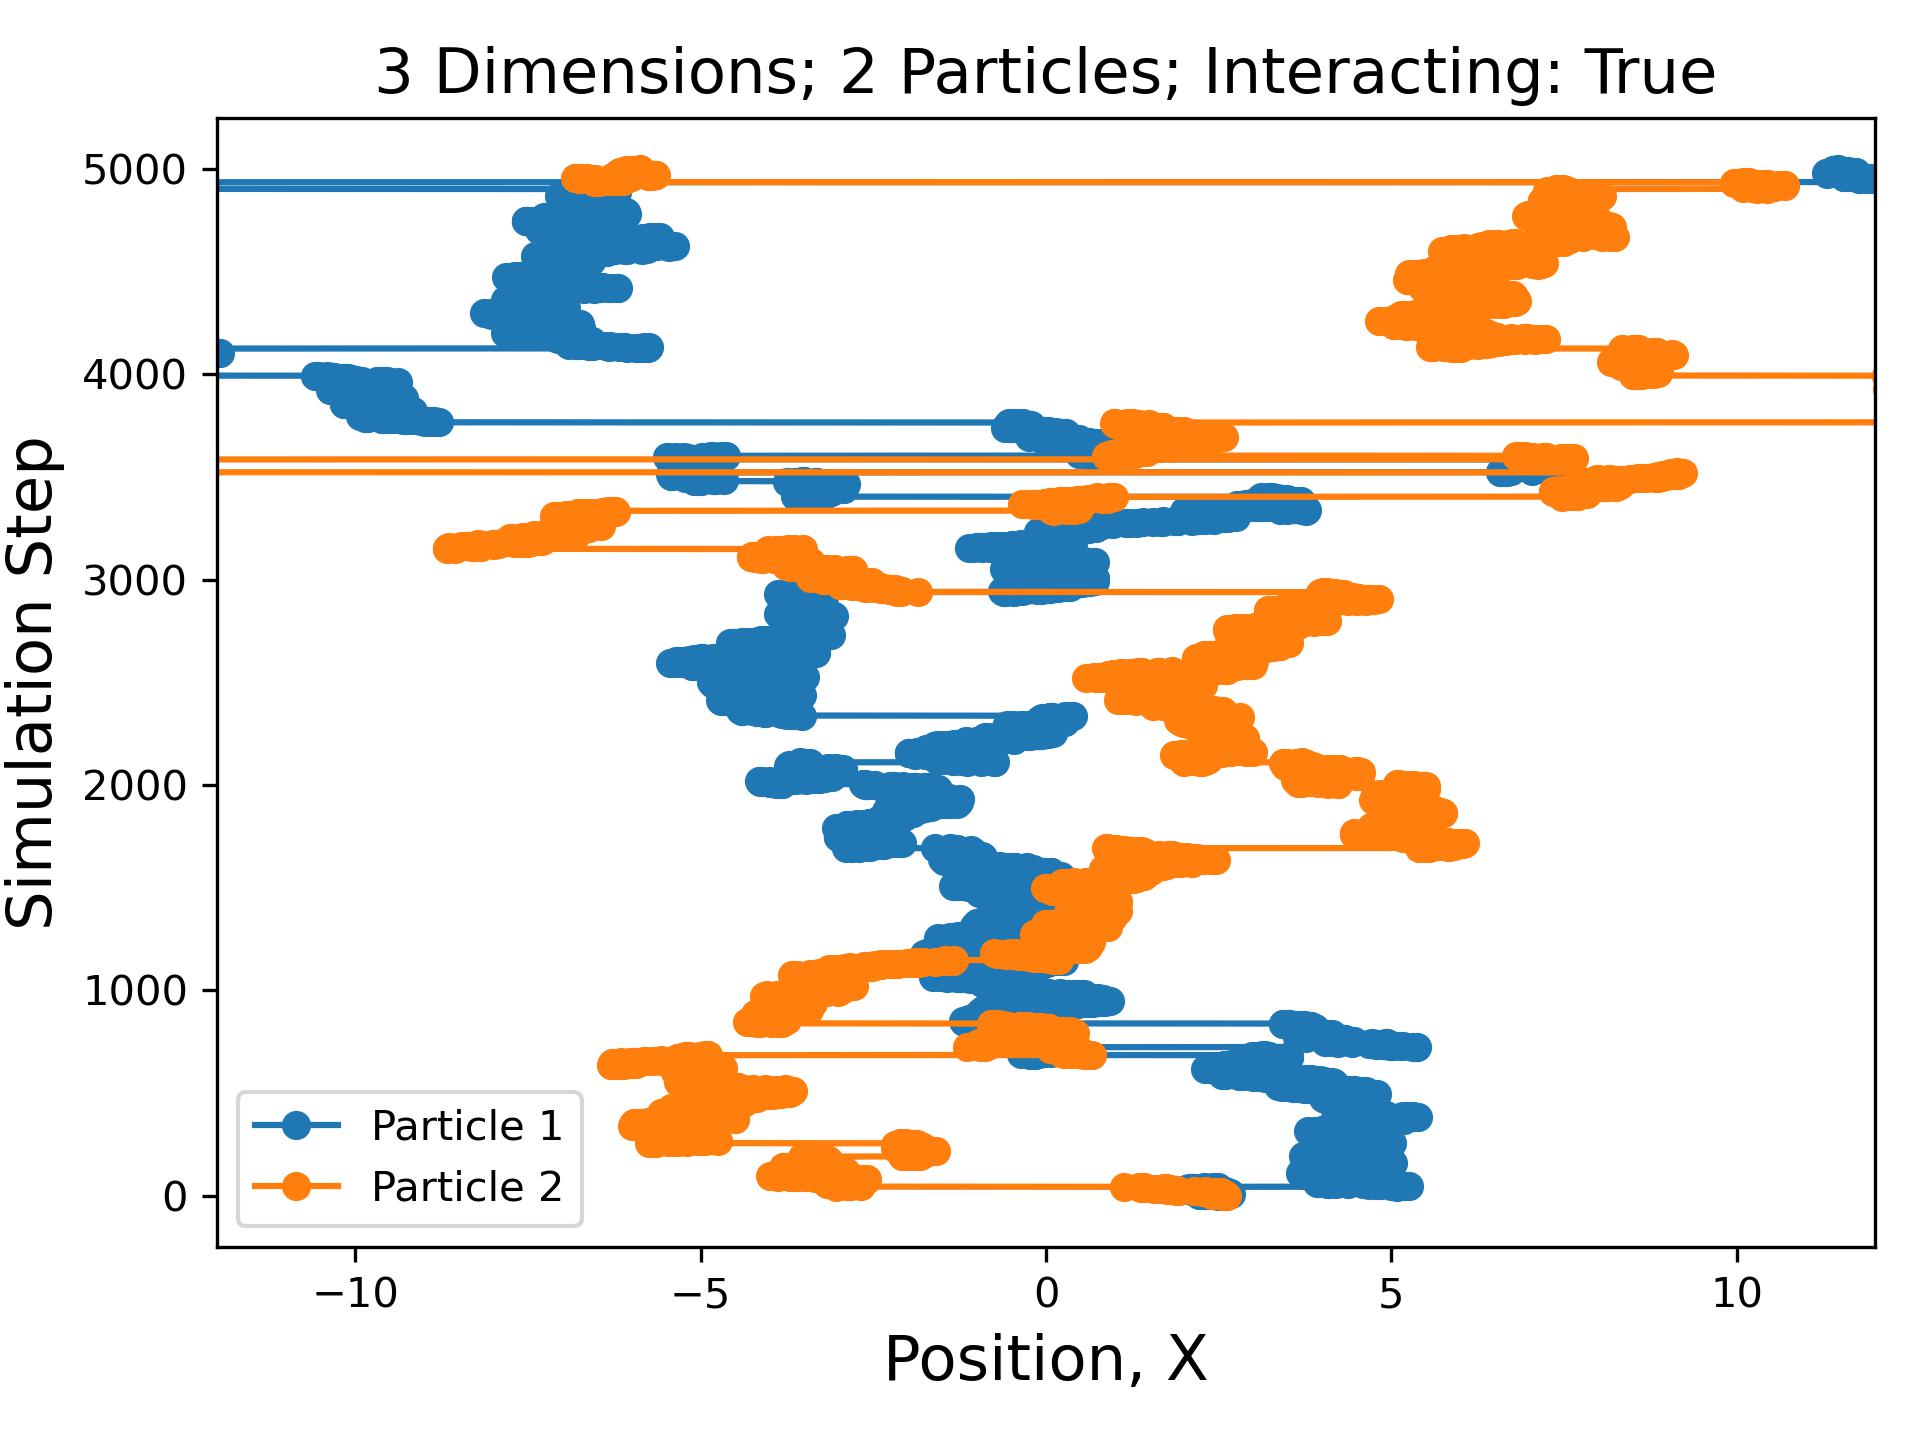 3 Dimensions; 2 Particles; Interacting: True
Simulation Step
5000
4000
3000
2000
1000
0
Particle 1
Particle 2
−10
−5
0
5
10
Position, X